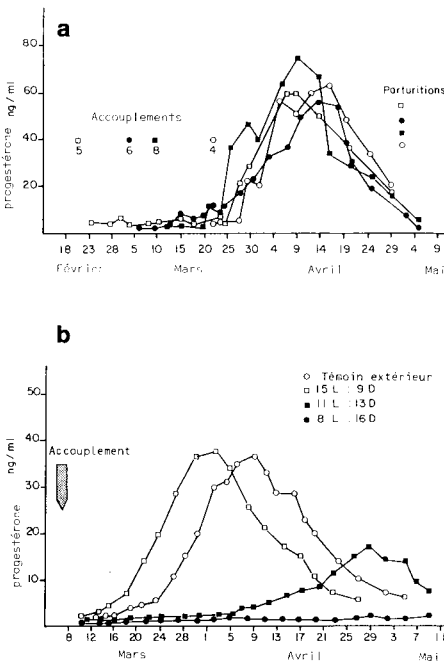 a
progestérone ng/ml
80
60
40
20
Accouplements
5 6 8 4
Parturitions
18 23 28 5 10 15 20 25 30 4 9 14 19 24 29 4 9
Février Mars Avril Mai
b
progestérone ng/ml
50
40
30
20
10
Accouplement
Témoin extérieur
15 L : 9 D
11 L : 13 D
8 L : 16 D
8 12 16 20 24 28 1 5 9 13 17 21 25 29 3 7
Mars Avril Mai